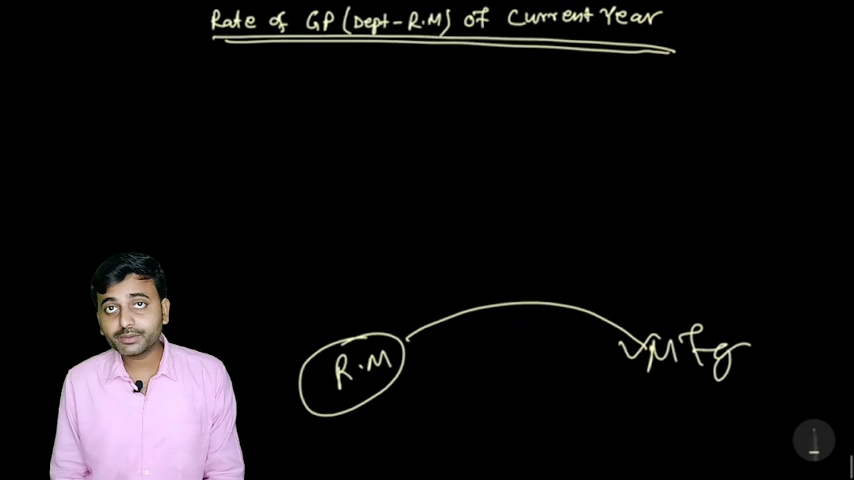 Rate of GP (Dept-R.M) of Current Year
R.M
Mfg